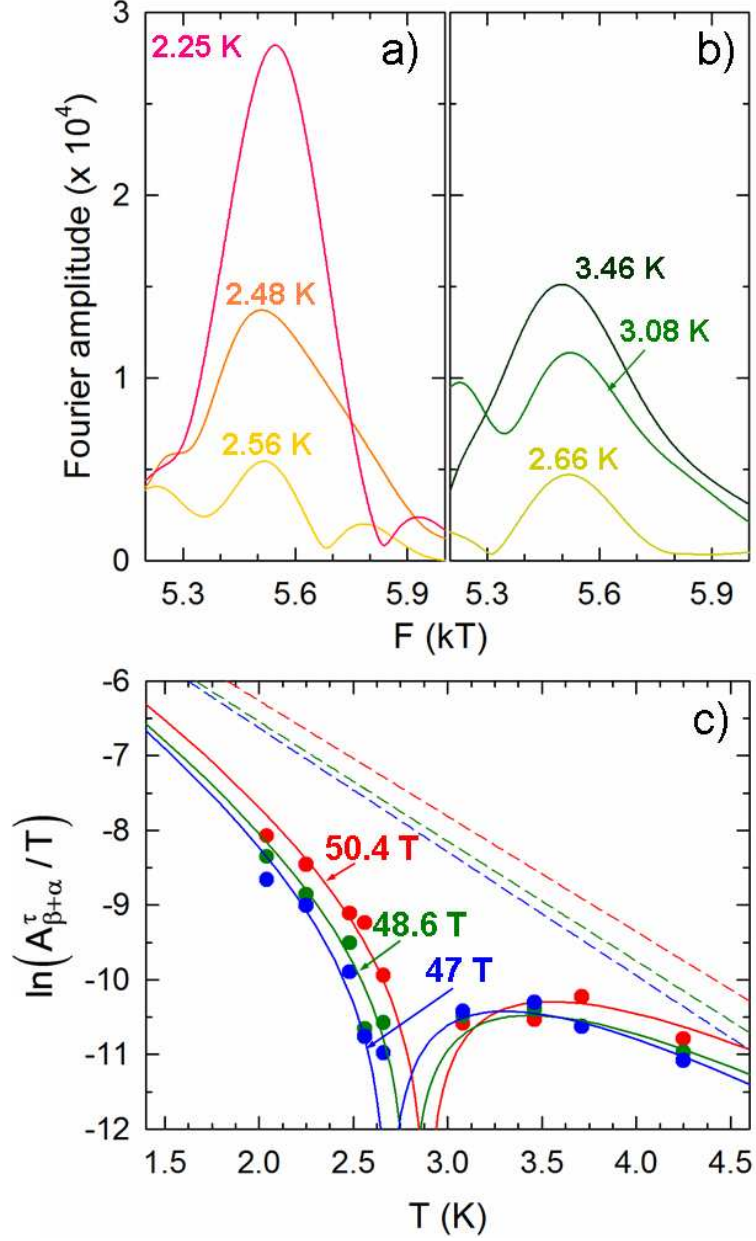 3
2
1
0
Fourier amplitude (x 10⁴)
a)
2.25 K
2.48 K
2.56 K
b)
3.46 K
3.08 K
2.66 K
5.3 5.6 5.9 5.3 5.6 5.9
F (kT)
-6
-7
-8
-9
-10
-11
-12
ln(A^τ_β+α /T)
c)
50.4 T
48.6 T
47 T
1.5 2.0 2.5 3.0 3.5 4.0 4.5
T (K)